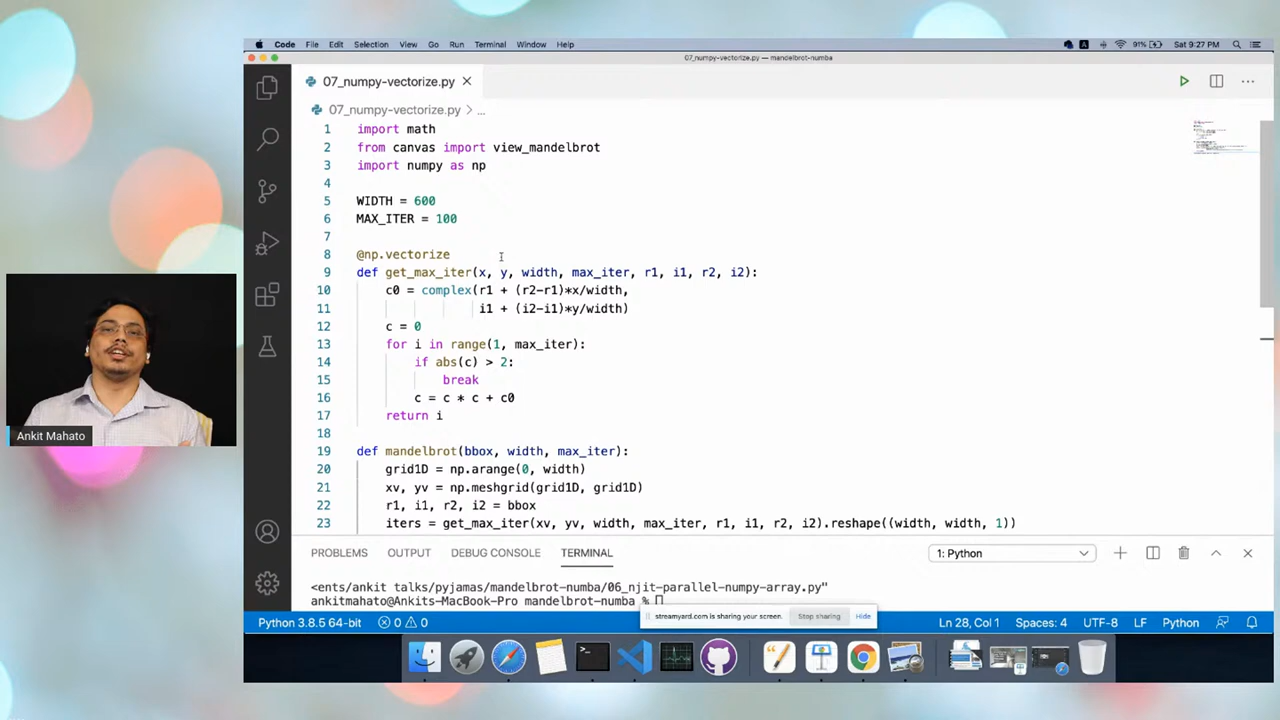 Code File Edit Selection View Go Run Terminal Window Help
91% Sat 9:27 PM
07_numpy-vectorize.py — mandelbrot-numba
07_numpy-vectorize.py
07_numpy-vectorize.py > ...
1 import math
2 from canvas import view_mandelbrot
3 import numpy as np
4
5 WIDTH = 600
6 MAX_ITER = 100
7
8 @np.vectorize
9 def get_max_iter(x, y, width, max_iter, r1, i1, r2, i2):
10 c0 = complex(r1 + (r2-r1)*x/width,
11 i1 + (i2-i1)*y/width)
12 c = 0
13 for i in range(1, max_iter):
14 if abs(c) > 2:
15 break
16 c = c * c + c0
17 return i
18
19 def mandelbrot(bbox, width, max_iter):
20 grid1D = np.arange(0, width)
21 xv, yv = np.meshgrid(grid1D, grid1D)
22 r1, i1, r2, i2 = bbox
23 iters = get_max_iter(xv, yv, width, max_iter, r1, i1, r2, i2).reshape((width, width, 1))
Ankit Mahato
PROBLEMS OUTPUT DEBUG CONSOLE TERMINAL 1: Python
<ents/ankit talks/pyjamas/mandelbrot-numba/06_njit-parallel-numpy-array.py"
ankitmahato@Ankits-MacBook-Pro mandelbrot-numba %
streamyard.com is sharing your screen. Stop sharing Hide
Python 3.8.5 64-bit 0 0 Ln 28, Col 1 Spaces: 4 UTF-8 LF Python